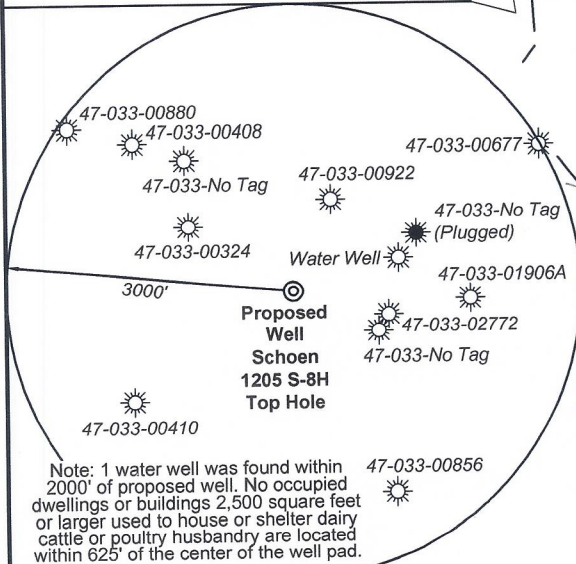 47-033-00880
47-033-00408
47-033-00677
47-033-No Tag
47-033-00922
47-033-No Tag
(Plugged)
47-033-00324
Water Well
47-033-01906A
3000'
Proposed
Well
Schoen
1205 S-8H
Top Hole
47-033-02772
47-033-No Tag
47-033-00410
47-033-00856
Note: 1 water well was found within
2000' of proposed well. No occupied
dwellings or buildings 2,500 square feet
or larger used to house or shelter dairy
cattle or poultry husbandry are located
within 625' of the center of the well pad.